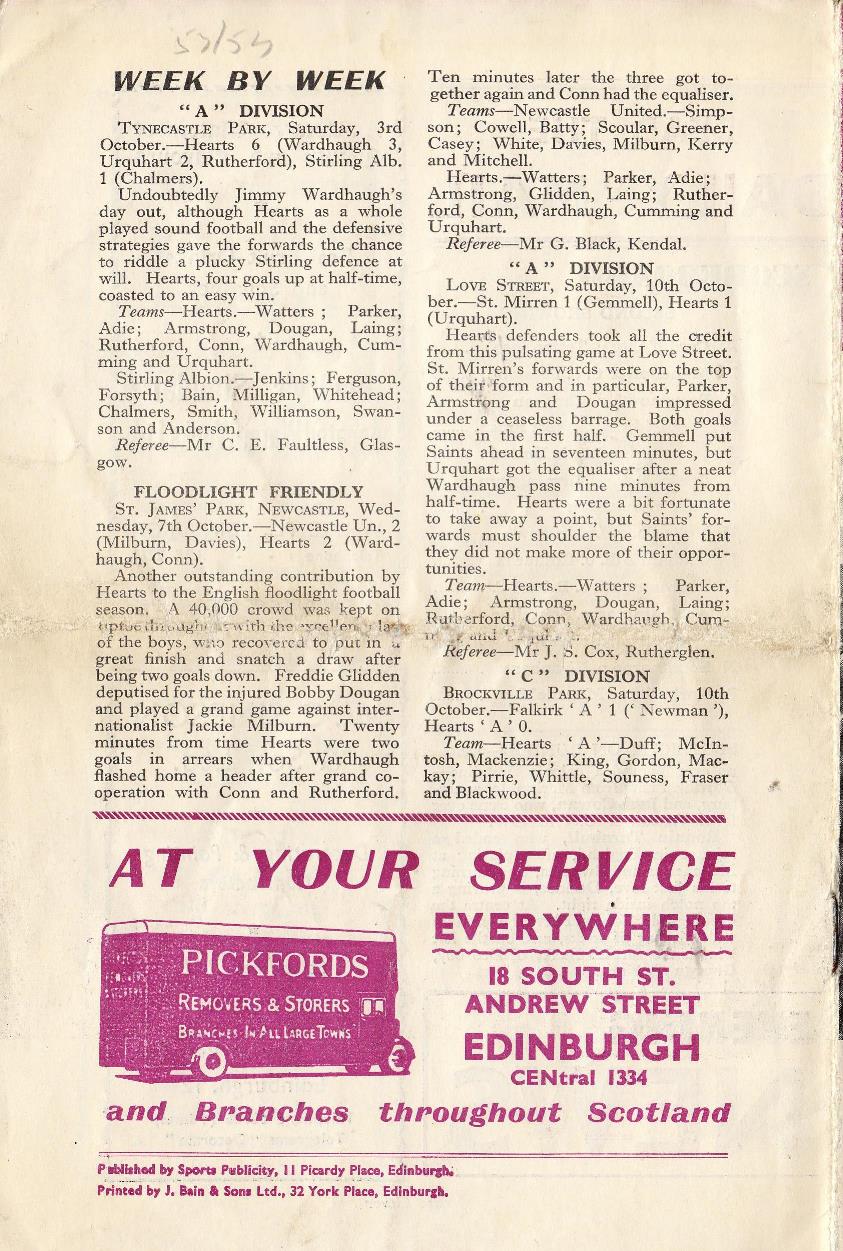 53/54
WEEK BY WEEK
“ A ” DIVISION
TYNECASTLE PARK, Saturday, 3rd
October.—Hearts 6 (Wardhaugh 3,
Urquhart 2, Rutherford), Stirling Alb.
1 (Chalmers).
Undoubtedly Jimmy Wardhaugh's
day out, although Hearts as a whole
played sound football and the defensive
strategies gave the forwards the chance
to riddle a plucky Stirling defence at
will. Hearts, four goals up at half-time,
coasted to an easy win.
Teams—Hearts.—Watters ; Parker,
Adie; Armstrong, Dougan, Laing;
Rutherford, Conn, Wardhaugh, Cum-
ming and Urquhart.
Stirling Albion.—Jenkins; Ferguson,
Forsyth; Bain, Milligan, Whitehead;
Chalmers, Smith, Williamson, Swan-
son and Anderson.
Referee—Mr C. E. Faultless, Glas-
gow.
FLOODLIGHT FRIENDLY
ST. JAMES' PARK, NEWCASTLE, Wed-
nesday, 7th October.—Newcastle Un., 2
(Milburn, Davies), Hearts 2 (Ward-
haugh, Conn).
Another outstanding contribution by
Hearts to the English floodlight football
season. A 40,000 crowd was kept on
with the
of the boys, who recovered to put in a
great finish and snatch a draw after
being two goals down. Freddie Glidden
deputised for the injured Bobby Dougan
and played a grand game against inter-
nationalist Jackie Milburn. Twenty
minutes from time Hearts were two
goals in arrears when Wardhaugh
flashed home a header after grand co-
operation with Conn and Rutherford.
Ten minutes later the three got to-
gether again and Conn had the equaliser.
Teams—Newcastle United.—Simp-
son; Cowell, Batty; Scoular, Greener,
Casey; White, Davies, Milburn, Kerry
and Mitchell.
Hearts.—Watters; Parker, Adie;
Armstrong, Glidden, Laing; Ruther-
ford, Conn, Wardhaugh, Cumming and
Urquhart.
Referee—Mr G. Black, Kendal.
“ A ” DIVISION
LOVE STREET, Saturday, 10th Octo-
ber.—St. Mirren 1 (Gemmell), Hearts 1
(Urquhart).
Hearts defenders took all the credit
from this pulsating game at Love Street.
St. Mirren's forwards were on the top
of their form and in particular, Parker,
Armstrong and Dougan impressed
under a ceaseless barrage. Both goals
came in the first half. Gemmell put
Saints ahead in seventeen minutes, but
Urquhart got the equaliser after a neat
Wardhaugh pass nine minutes from
half-time. Hearts were a bit fortunate
to take away a point, but Saints' for-
wards must shoulder the blame that
they did not make more of their oppor-
tunities.
Team—Hearts.—Watters ; Parker,
Adie; Armstrong, Dougan, Laing;
Rutherford, Conn, Wardhaugh, Cum-
and
Referee—Mr J. S. Cox, Rutherglen.
“ C ” DIVISION
BROCKVILLE PARK, Saturday, 10th
October.—Falkirk ‘ A ’ 1 (‘ Newman ’),
Hearts ‘ A ’ 0.
Team—Hearts ‘ A ’—Duff; McIn-
tosh, Mackenzie; King, Gordon, Mac-
kay; Pirrie, Whittle, Souness, Fraser
and Blackwood.
AT YOUR SERVICE
EVERYWHERE
PICKFORDS
REMOVERS & STORERS
BRANCHES IN ALL LARGE TOWNS
18 SOUTH ST.
ANDREW STREET
EDINBURGH
CENtral 1334
and Branches throughout Scotland
Published by Sports Publicity, 11 Picardy Place, Edinburgh.
Printed by J. Bain & Sons Ltd., 32 York Place, Edinburgh.